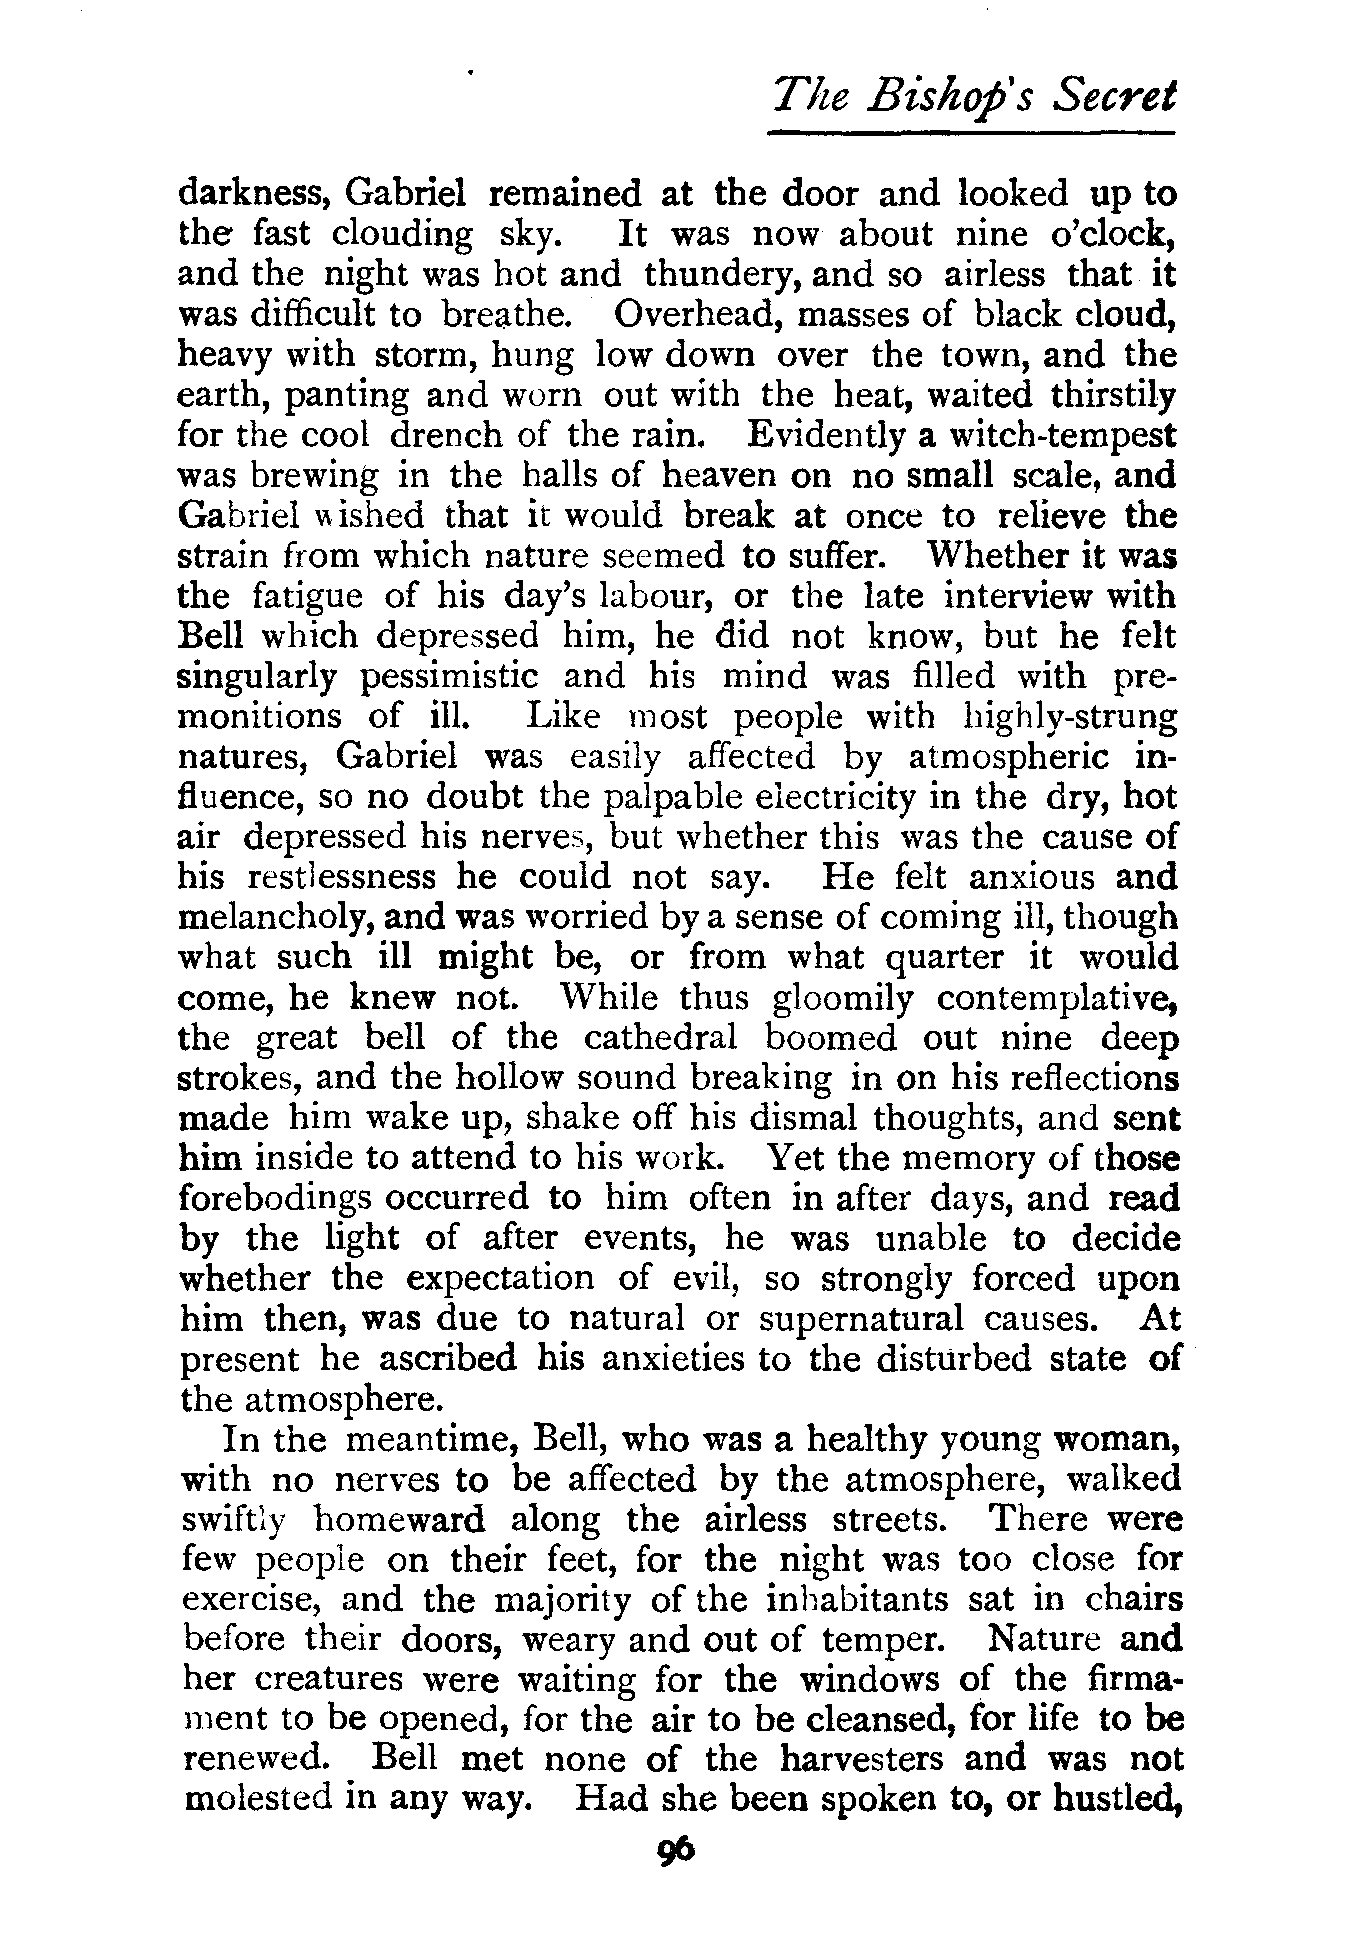 The Bishop's Secret
darkness, Gabriel remained at the door and looked up to
the fast clouding sky. It was now about nine o'clock,
and the night was hot and thundery, and so airless that it
was difficult to breathe. Overhead, masses of black cloud,
heavy with storm, hung low down over the town, and the
earth, panting and worn out with the heat, waited thirstily
for the cool drench of the rain. Evidently a witch-tempest
was brewing in the halls of heaven on no small scale, and
Gabriel wished that it would break at once to relieve the
strain from which nature seemed to suffer. Whether it was
the fatigue of his day's labour, or the late interview with
Bell which depressed him, he did not know, but he felt
singularly pessimistic and his mind was filled with pre-
monitions of ill. Like most people with highly-strung
natures, Gabriel was easily affected by atmospheric in-
fluence, so no doubt the palpable electricity in the dry, hot
air depressed his nerves, but whether this was the cause of
his restlessness he could not say. He felt anxious and
melancholy, and was worried by a sense of coming ill, though
what such ill might be, or from what quarter it would
come, he knew not. While thus gloomily contemplative,
the great bell of the cathedral boomed out nine deep
strokes, and the hollow sound breaking in on his reflections
made him wake up, shake off his dismal thoughts, and sent
him inside to attend to his work. Yet the memory of those
forebodings occurred to him often in after days, and read
by the light of after events, he was unable to decide
whether the expectation of evil, so strongly forced upon
him then, was due to natural or supernatural causes. At
present he ascribed his anxieties to the disturbed state of
the atmosphere.
In the meantime, Bell, who was a healthy young woman,
with no nerves to be affected by the atmosphere, walked
swiftly homeward along the airless streets. There were
few people on their feet, for the night was too close for
exercise, and the majority of the inhabitants sat in chairs
before their doors, weary and out of temper. Nature and
her creatures were waiting for the windows of the firma-
ment to be opened, for the air to be cleansed, for life to be
renewed. Bell met none of the harvesters and was not
molested in any way. Had she been spoken to, or hustled,
96